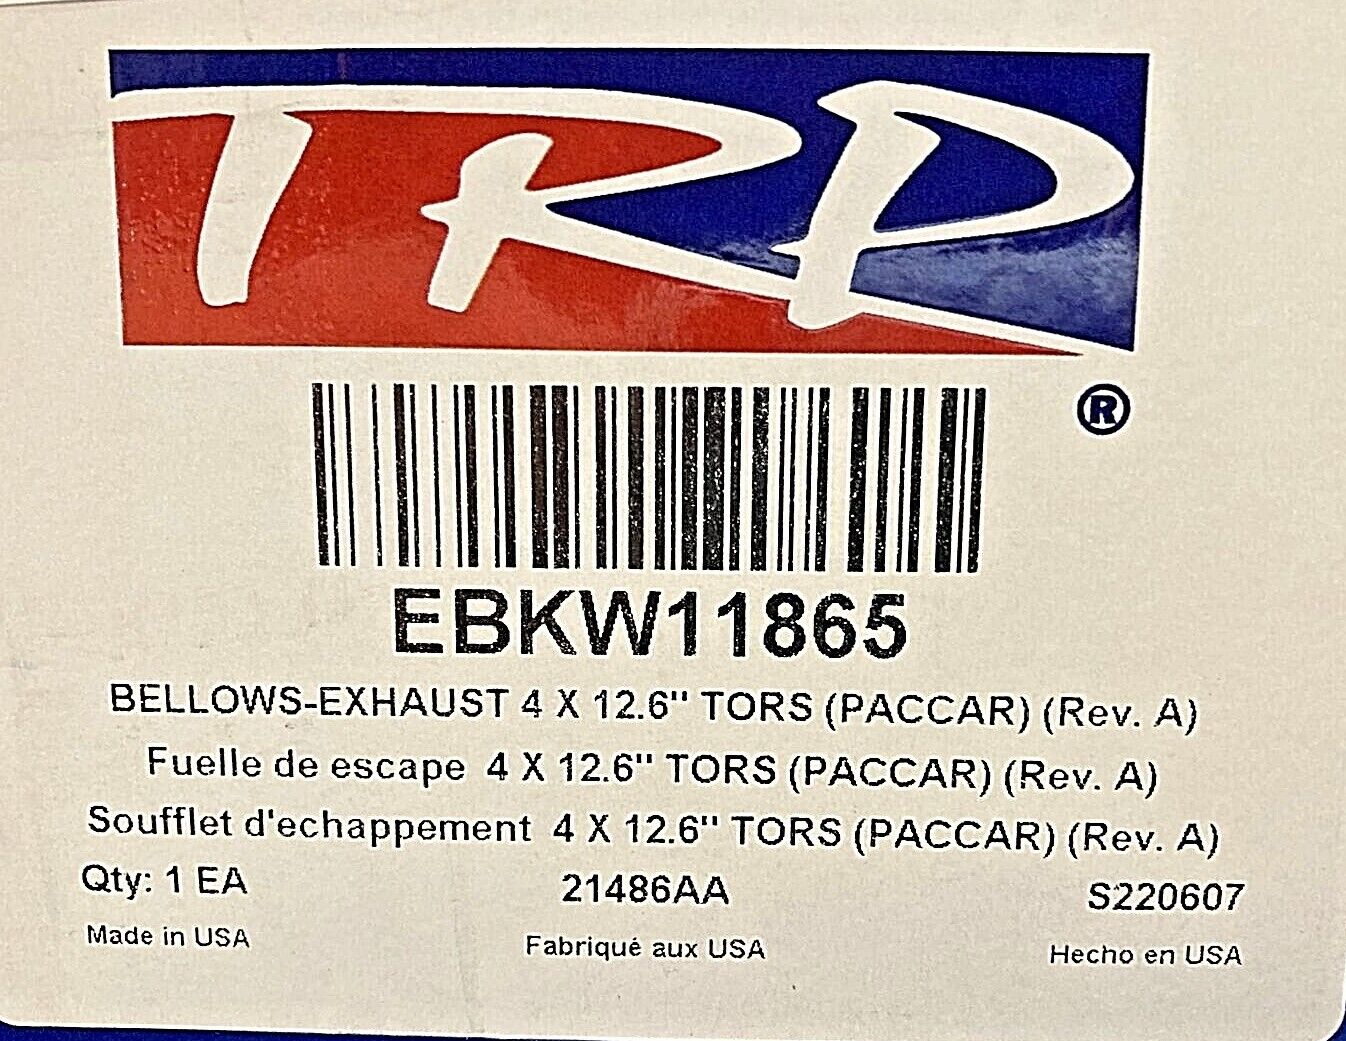 TRP
®
EBKW11865
BELLOWS-EXHAUST 4 X 12.6" TORS (PACCAR) (Rev. A)
Fuelle de escape 4 X 12.6" TORS (PACCAR) (Rev. A)
Soufflet d'echappement 4 X 12.6" TORS (PACCAR) (Rev. A)
Qty: 1 EA 21486AA S220607
Made in USA Fabriqué aux USA Hecho en USA